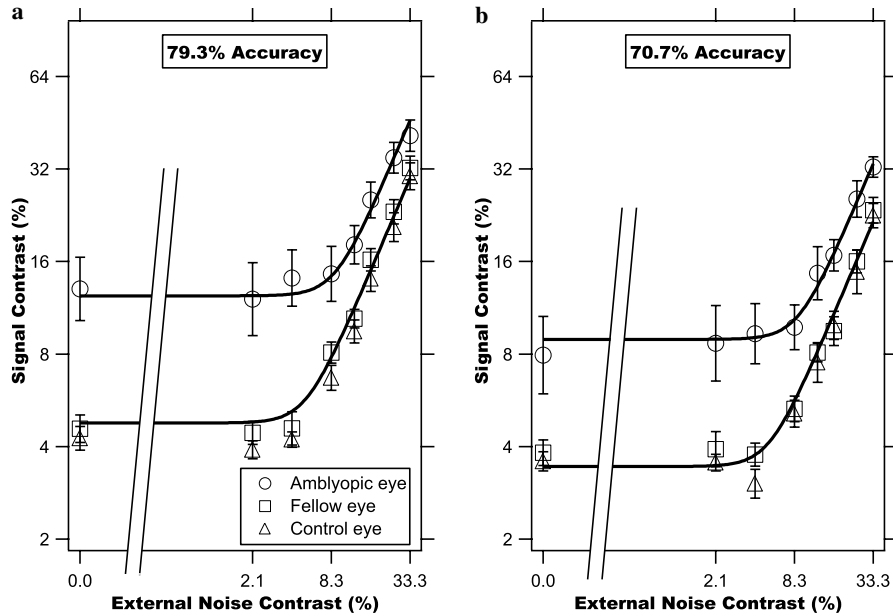 a
79.3% Accuracy
64
32
16
8
4
2
Signal Contrast (%)
Amblyopic eye
Fellow eye
Control eye
0.0 2.1 8.3 33.3
External Noise Contrast (%)
b
70.7% Accuracy
64
32
16
8
4
2
Signal Contrast (%)
0.0 2.1 8.3 33.3
External Noise Contrast (%)